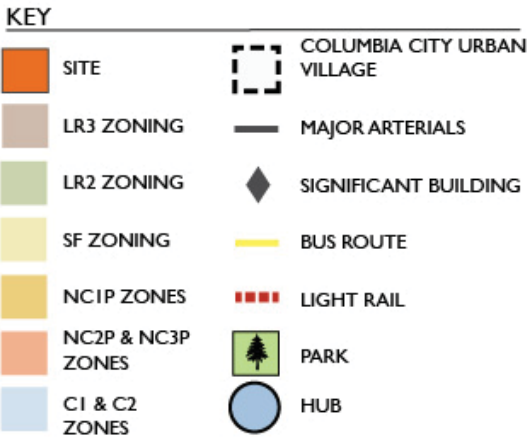 KEY
SITE
LR3 ZONING
LR2 ZONING
SF ZONING
NC1P ZONES
NC2P & NC3P
ZONES
C1 & C2
ZONES
COLUMBIA CITY URBAN
VILLAGE
MAJOR ARTERIALS
SIGNIFICANT BUILDING
BUS ROUTE
LIGHT RAIL
PARK
HUB